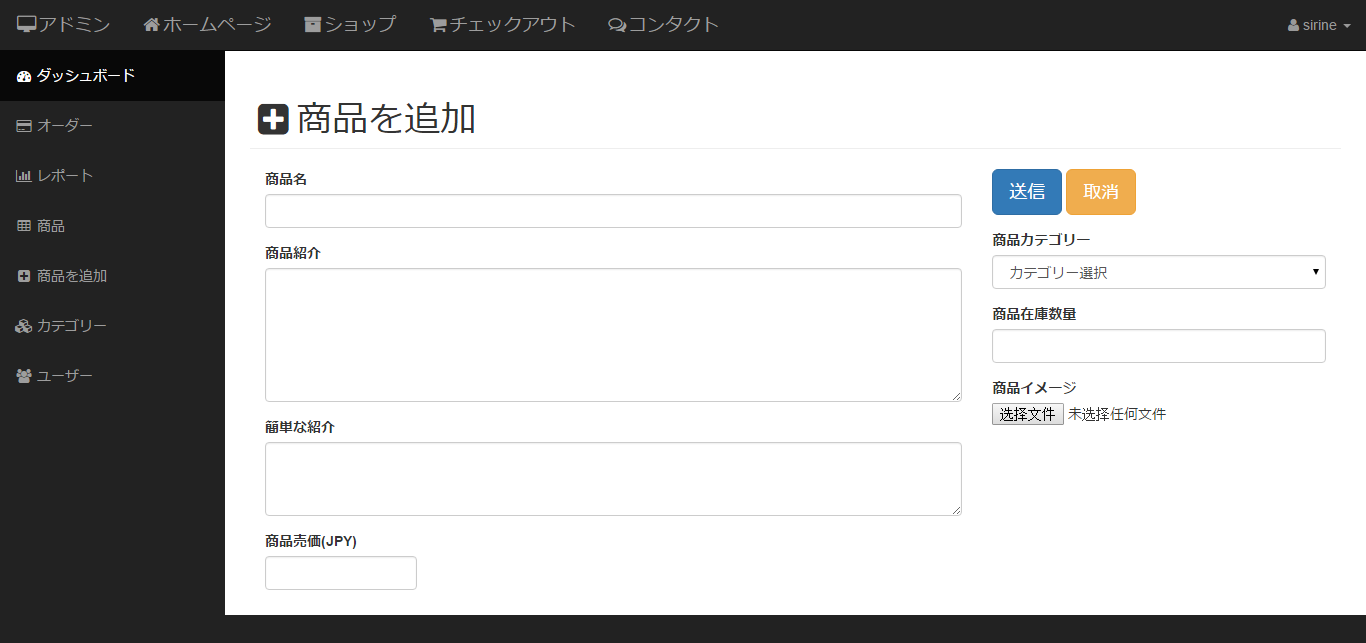 アドミン ホームページ ショップ チェックアウト コンタクト sirine
ダッシュボード
オーダー
レポート
商品
商品を追加
カテゴリー
ユーザー
商品を追加
商品名
商品紹介
簡単な紹介
商品売価(JPY)
送信 取消
商品カテゴリー
カテゴリー選択
商品在庫数量
商品イメージ
选择文件 未选择任何文件